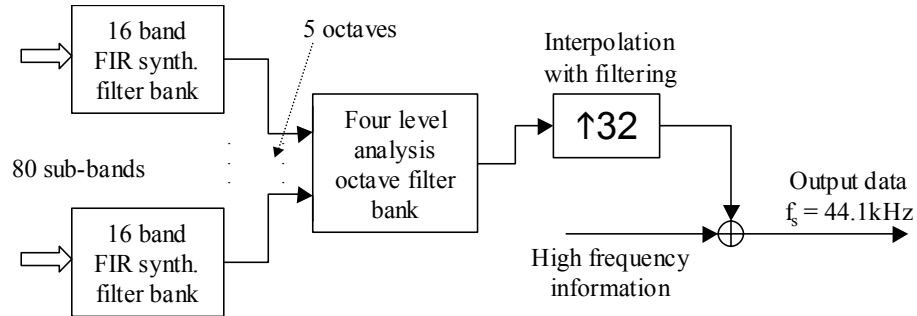 16 band
FIR synth.
filter bank
5 octaves
80 sub-bands
16 band
FIR synth.
filter bank
Four level
analysis
octave filter
bank
Interpolation
with filtering
↑32
High frequency
information
Output data
fs = 44.1kHz